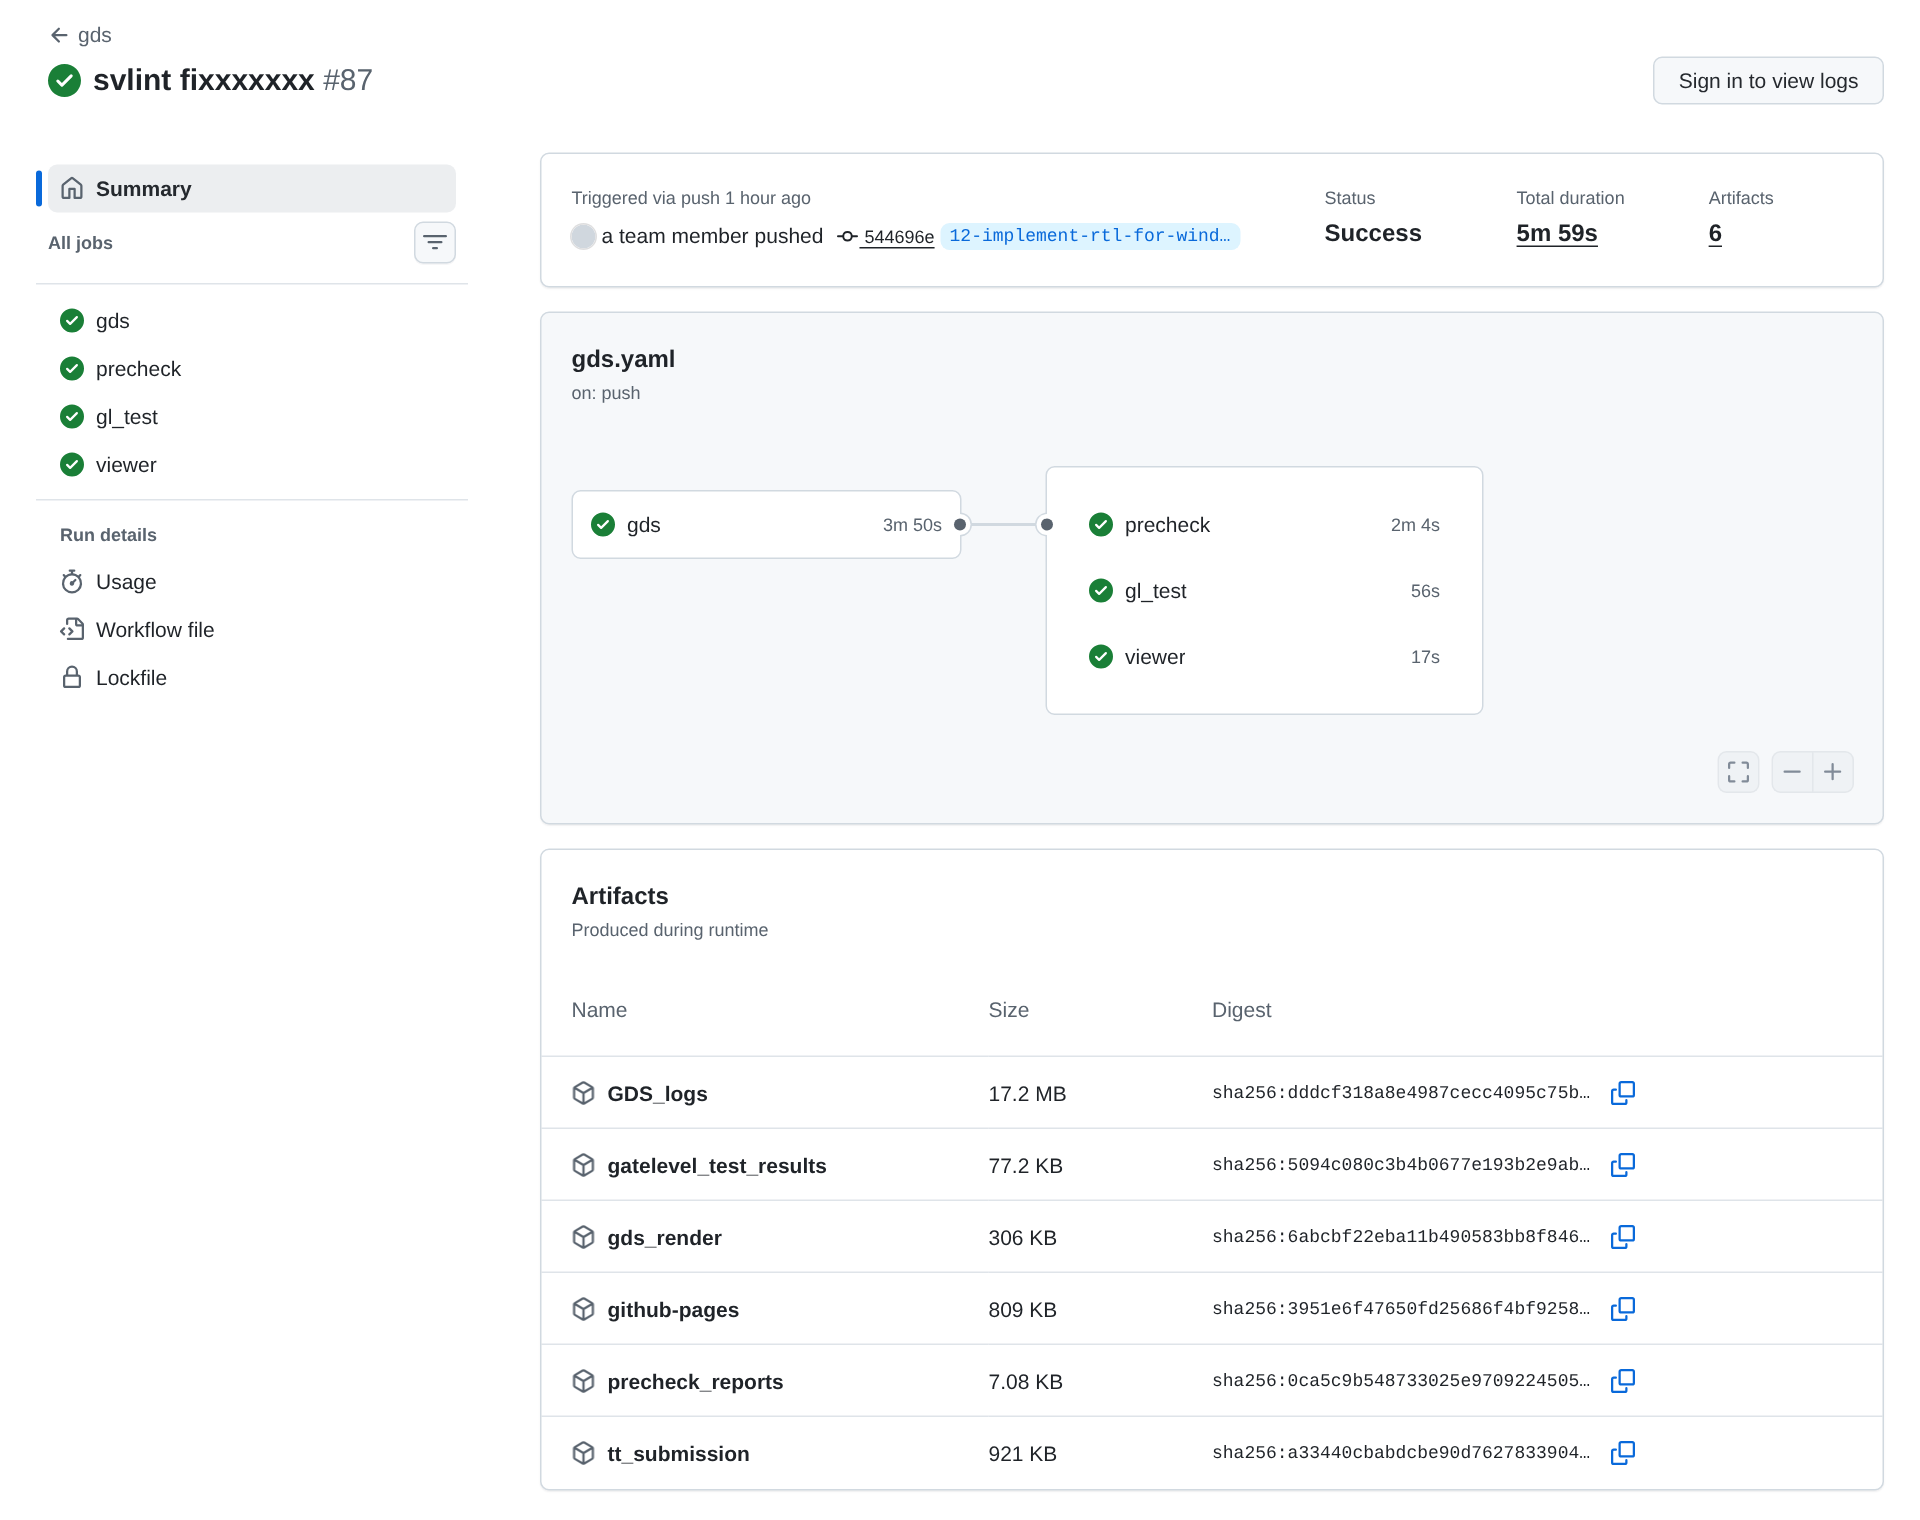 gds
svlint fixxxxxxx #87
Sign in to view logs
Summary
All jobs
gds
precheck
gl_test
viewer
Run details
Usage
Workflow file
Lockfile
Triggered via push 1 hour ago
a team member pushed 544696e 12-implement-rtl-for-wind…
Status
Success
Total duration
5m 59s
Artifacts
6
gds.yaml
on: push
gds 3m 50s
precheck 2m 4s
gl_test 56s
viewer 17s
Artifacts
Produced during runtime
Name Size Digest
GDS_logs 17.2 MB sha256:dddcf318a8e4987cecc4095c75b…
gatelevel_test_results 77.2 KB sha256:5094c080c3b4b0677e193b2e9ab…
gds_render 306 KB sha256:6abcbf22eba11b490583bb8f846…
github-pages 809 KB sha256:3951e6f47650fd25686f4bf9258…
precheck_reports 7.08 KB sha256:0ca5c9b548733025e9709224505…
tt_submission 921 KB sha256:a33440cbabdcbe90d7627833904…